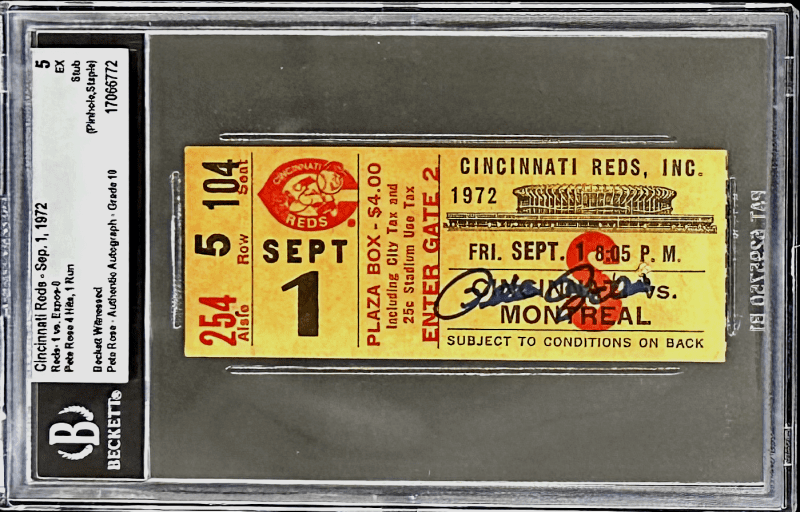 Cincinnati Reds - Sep. 1, 1972
Reds- 1 vs. Expos-0
Pete Rose 4 Hits, 1 Run
Beckett Witnessed
Pete Rose - Authentic Autograph - Grade 10
5
EX
Stub
(Pinhole,Staple)
17066772
B
BECKETT®
254
Aisle
5
Row
104
Seat
CINCINNATI
REDS
SEPT
1
PLAZA BOX - $4.00
Including City Tax and
25c Stadium Use Tax
ENTER GATE 2
CINCINNATI REDS, INC.
1972
FRI. SEPT. 1 8:05 P. M.
CINCINNATI VS.
MONTREAL
SUBJECT TO CONDITIONS ON BACK
Pete Rose